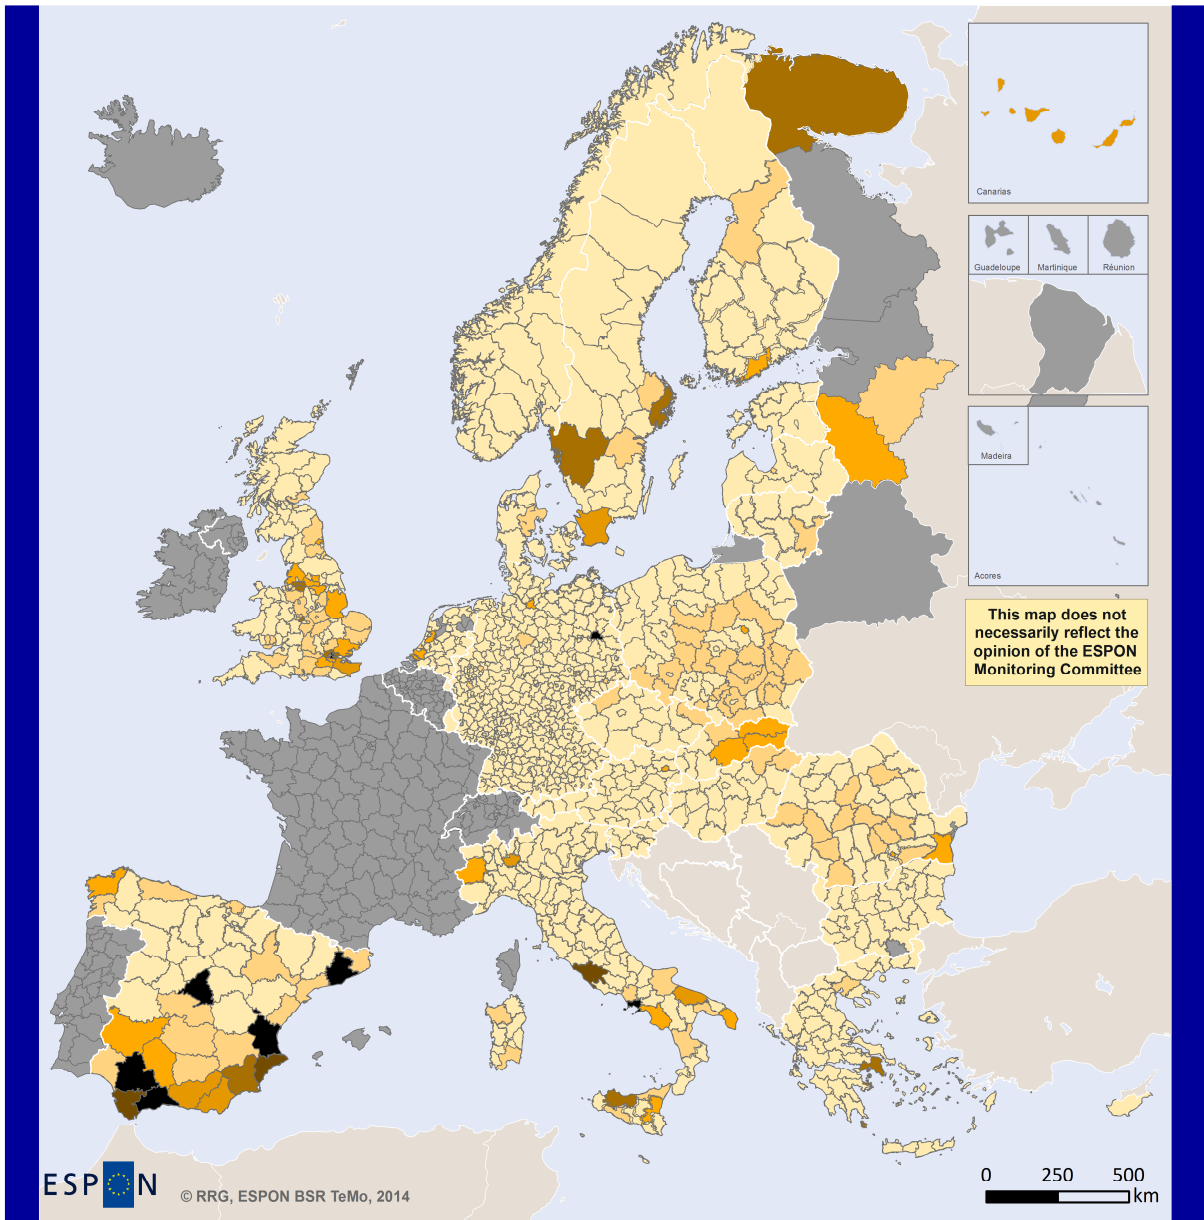 Canarias
Guadeloupe
Martinique
Réunion
Madeira
Acores
This map does not
necessarily reflect the
opinion of the ESPON
Monitoring Committee
ESPON
© RRG, ESPON BSR TeMo, 2014
0 250 500
km